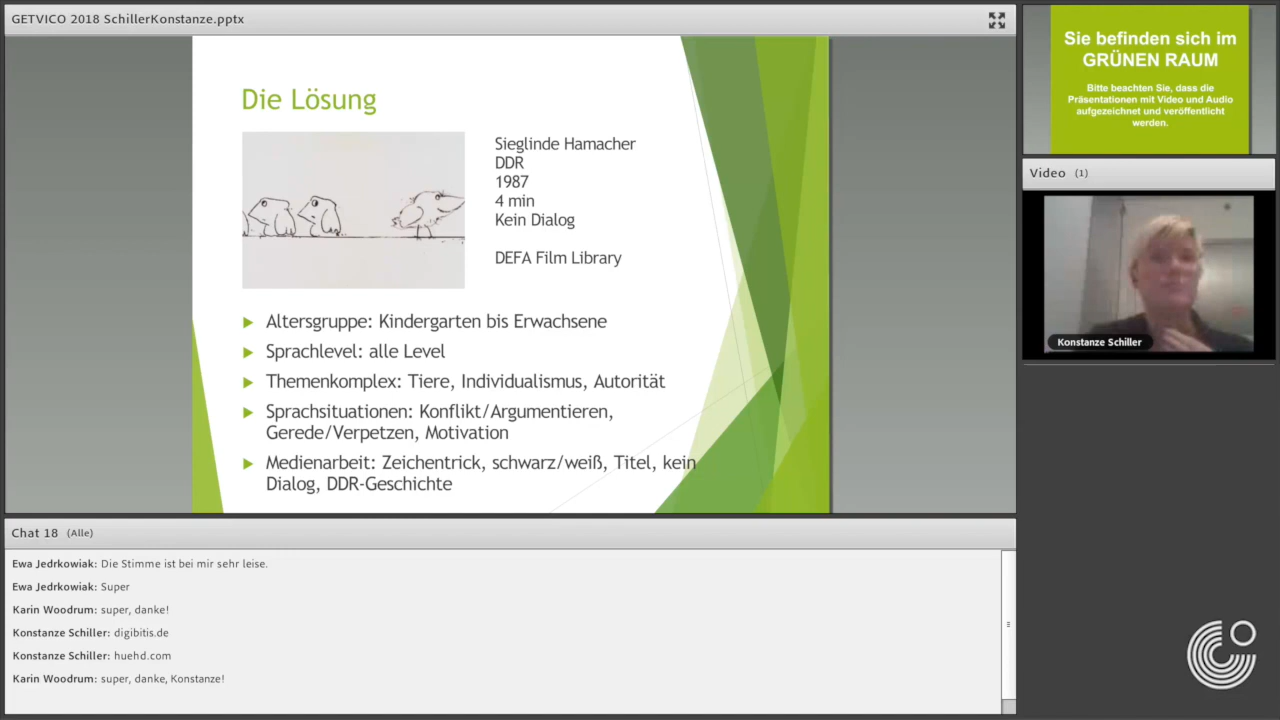 GETVICO 2018 SchillerKonstanze.pptx
Die Lösung
Sieglinde Hamacher
DDR
1987
4 min
Kein Dialog
DEFA Film Library
Altersgruppe: Kindergarten bis Erwachsene
Sprachlevel: alle Level
Themenkomplex: Tiere, Individualismus, Autorität
Sprachsituationen: Konflikt/Argumentieren,
Gerede/Verpetzen, Motivation
Medienarbeit: Zeichentrick, schwarz/weiß, Titel, kein
Dialog, DDR-Geschichte
Sie befinden sich im
GRÜNEN RAUM
Bitte beachten Sie, dass die
Präsentationen mit Video und Audio
aufgezeichnet und veröffentlicht
werden.
Video (1)
Konstanze Schiller
Chat 18 (Alle)
Ewa Jedrkowiak: Die Stimme ist bei mir sehr leise.
Ewa Jedrkowiak: Super
Karin Woodrum: super, danke!
Konstanze Schiller: digibitis.de
Konstanze Schiller: huehd.com
Karin Woodrum: super, danke, Konstanze!